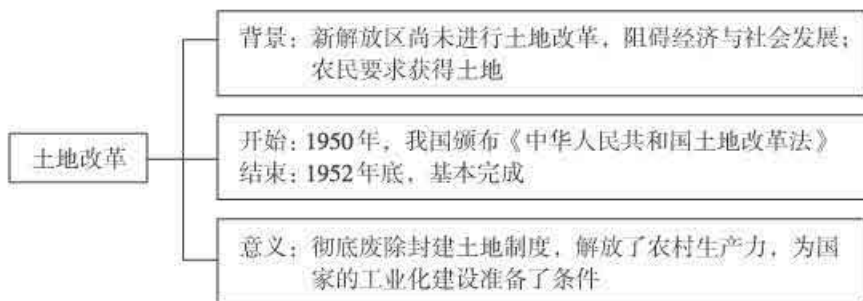 土地改革
背景：新解放区尚未进行土地改革，阻碍经济与社会发展；
农民要求获得土地
开始：1950年，我国颁布《中华人民共和国土地改革法》
结束：1952年底，基本完成
意义：彻底废除封建土地制度，解放了农村生产力，为国
家的工业化建设准备了条件